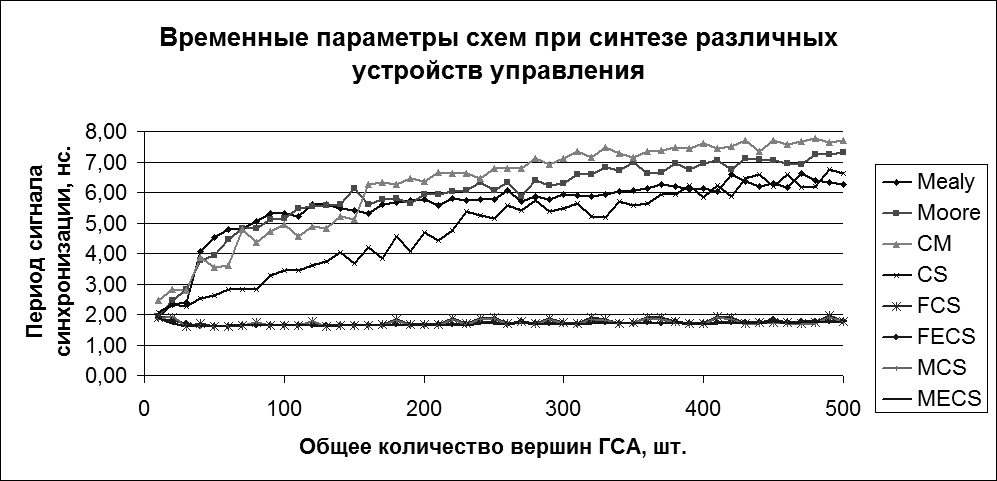 Временные параметры схем при синтезе различных
устройств управления
Период сигнала
синхронизации, нс.
8,00
7,00
6,00
5,00
4,00
3,00
2,00
1,00
0,00
0 100 200 300 400 500
Общее количество вершин ГСА, шт.
Mealy
Moore
CM
CS
FCS
FECS
MCS
MECS